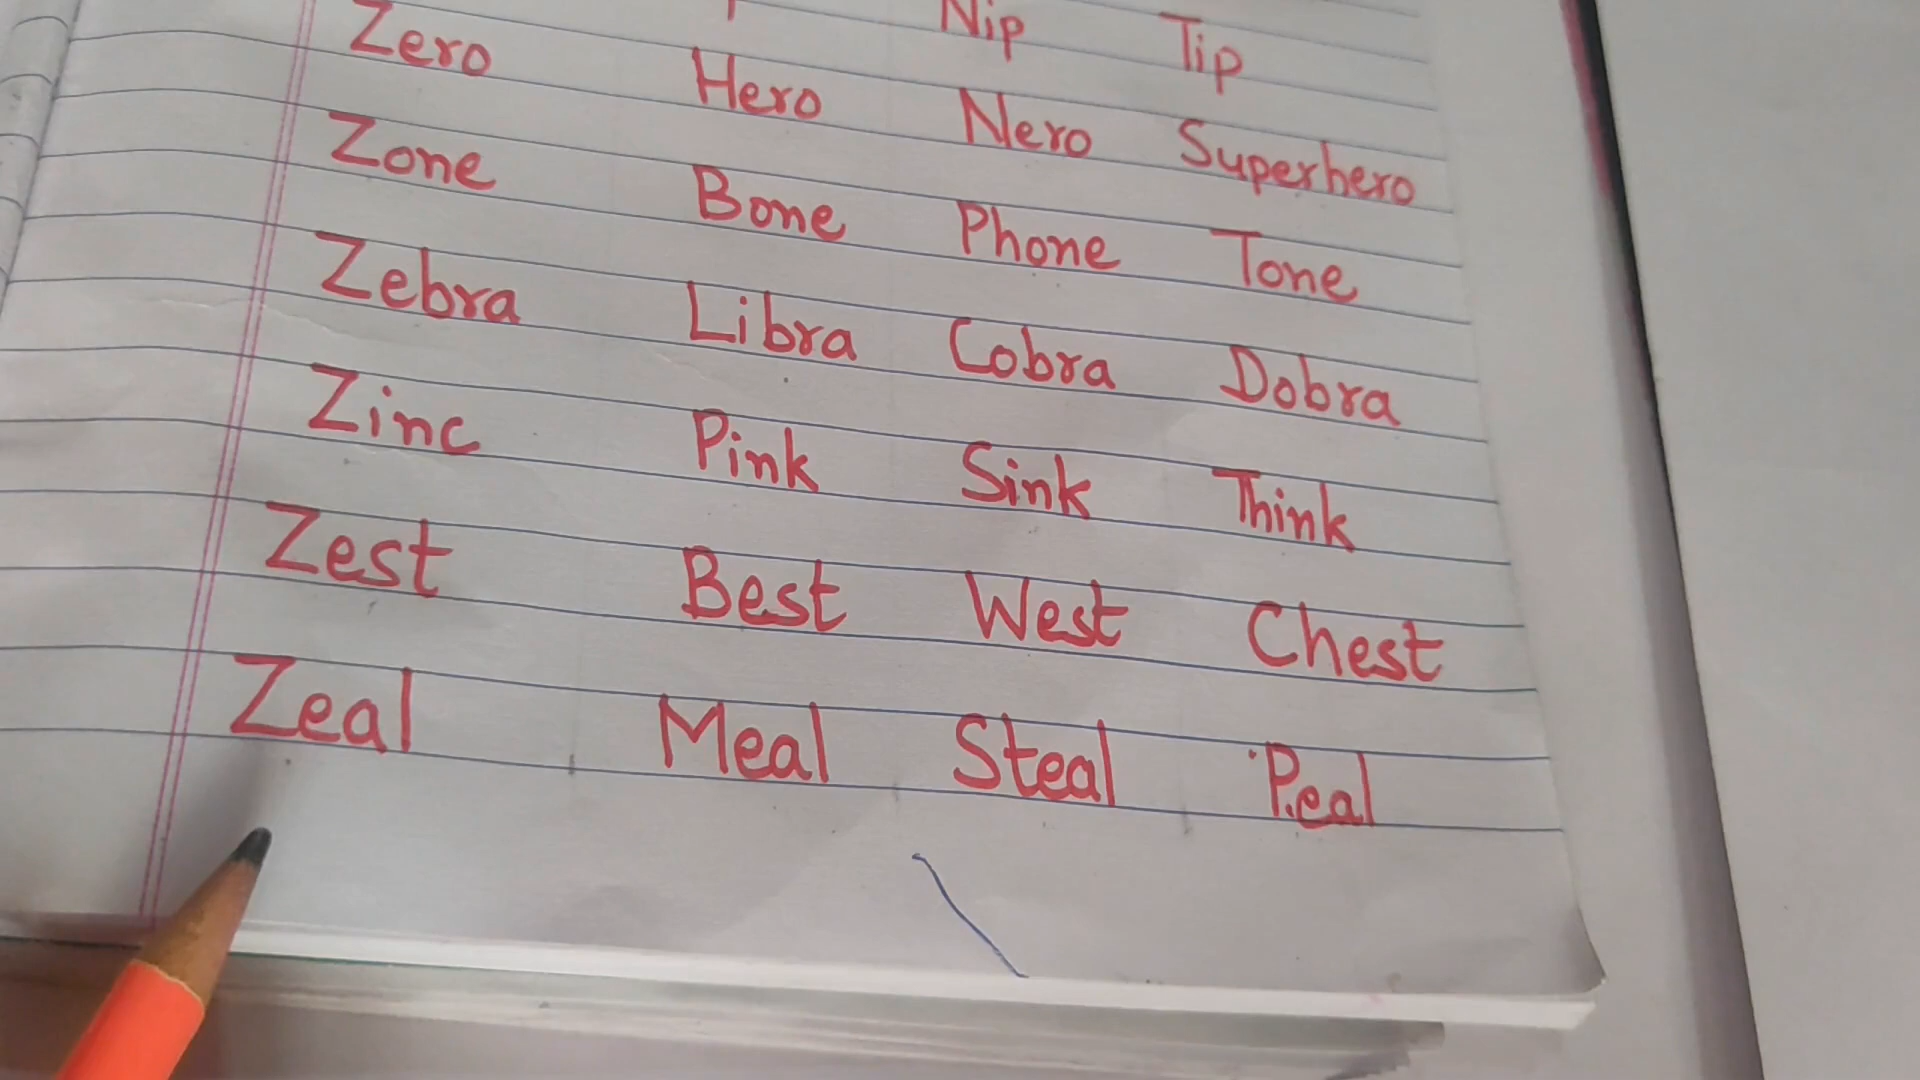 Nip Tip
Zero Hero Nero Superhero
Zone Bone Phone Tone
Zebra Libra Cobra Dobra
Zinc Pink Sink Think
Zest Best West Chest
Zeal Meal Steal Peal